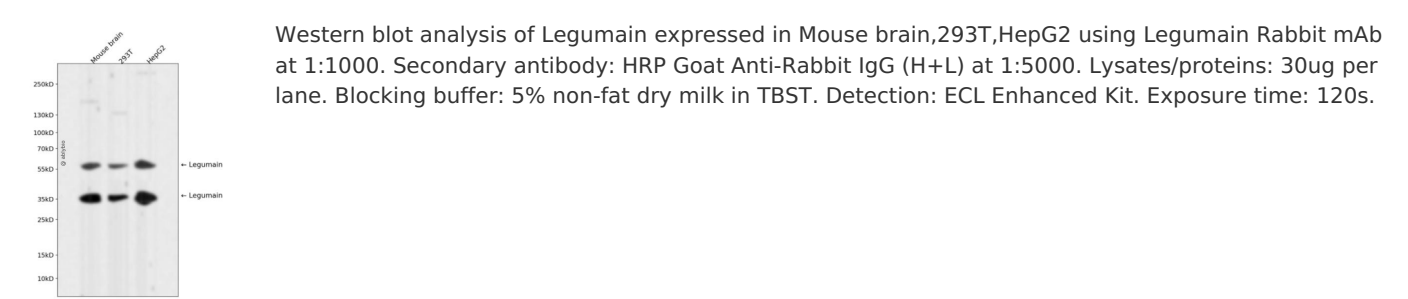 Mouse brain
293T
HepG2
250kD
130kD
100kD
70kD
55kD
35kD
25kD
15kD
10kD
← Legumain
← Legumain
Western blot analysis of Legumain expressed in Mouse brain,293T,HepG2 using Legumain Rabbit mAb
at 1:1000. Secondary antibody: HRP Goat Anti-Rabbit IgG (H+L) at 1:5000. Lysates/proteins: 30ug per
lane. Blocking buffer: 5% non-fat dry milk in TBST. Detection: ECL Enhanced Kit. Exposure time: 120s.